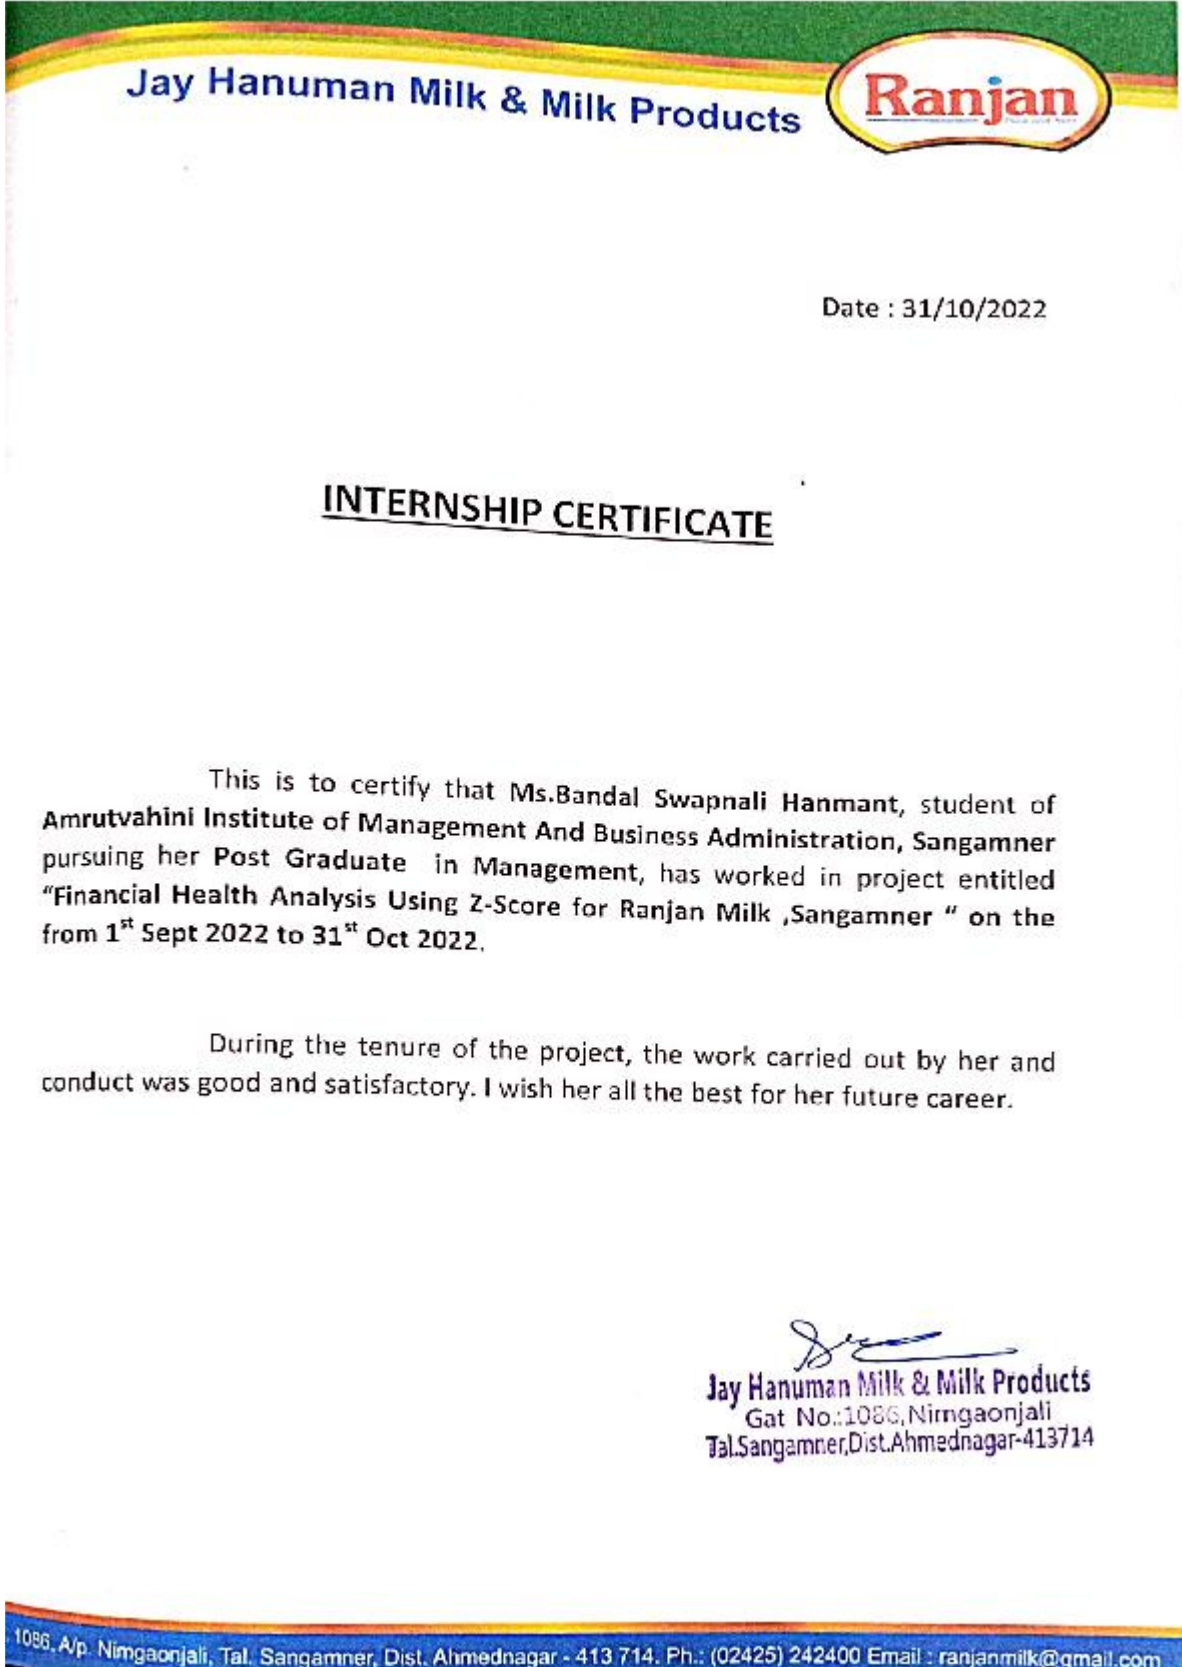 Jay Hanuman Milk & Milk Products
Ranjan
Date : 31/10/2022
INTERNSHIP CERTIFICATE
This is to certify that Ms.Bandal Swapnali Hanmant, student of
Amrutvahini Institute of Management And Business Administration, Sangamner
pursuing her Post Graduate in Management, has worked in project entitled
“Financial Health Analysis Using Z-Score for Ranjan Milk ,Sangamner “ on the
from 1st Sept 2022 to 31st Oct 2022.
During the tenure of the project, the work carried out by her and
conduct was good and satisfactory. I wish her all the best for her future career.
Jay Hanuman Milk & Milk Products
Gat No.:1086,Nimgaonjali
Tal.Sangamner,Dist.Ahmednagar-413714
1086, A/p. Nimgaonjali, Tal. Sangamner, Dist. Ahmednagar - 413 714. Ph.: (02425) 242400 Email : ranjanmilk@gmail.com